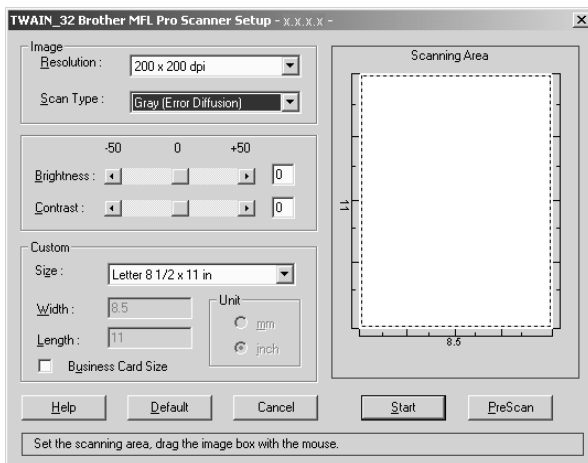 TWAIN_32 Brother MFL Pro Scanner Setup - x.x.x.x -
Image
Resolution :
200 x 200 dpi
Scan Type :
Gray (Error Diffusion)
-50 0 +50
Brightness :
0
Contrast :
0
Custom
Size :
Letter 8 1/2 x 11 in
Width :
8.5
Length :
11
Unit
mm
inch
Business Card Size
Scanning Area
11
8.5
Help
Default
Cancel
Start
PreScan
Set the scanning area, drag the image box with the mouse.